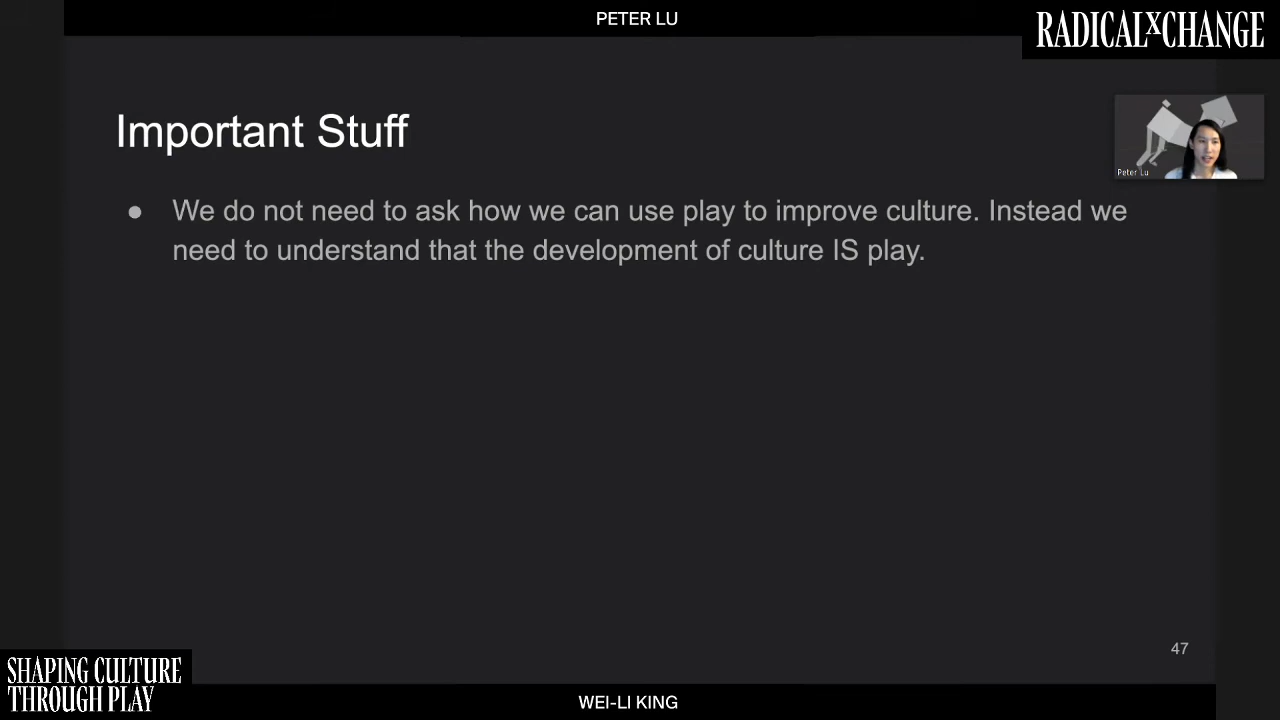 PETER LU
RADICALXCHANGE
Important Stuff
Peter Lu
● We do not need to ask how we can use play to improve culture. Instead we
need to understand that the development of culture IS play.
47
SHAPING CULTURE
THROUGH PLAY
WEI-LI KING